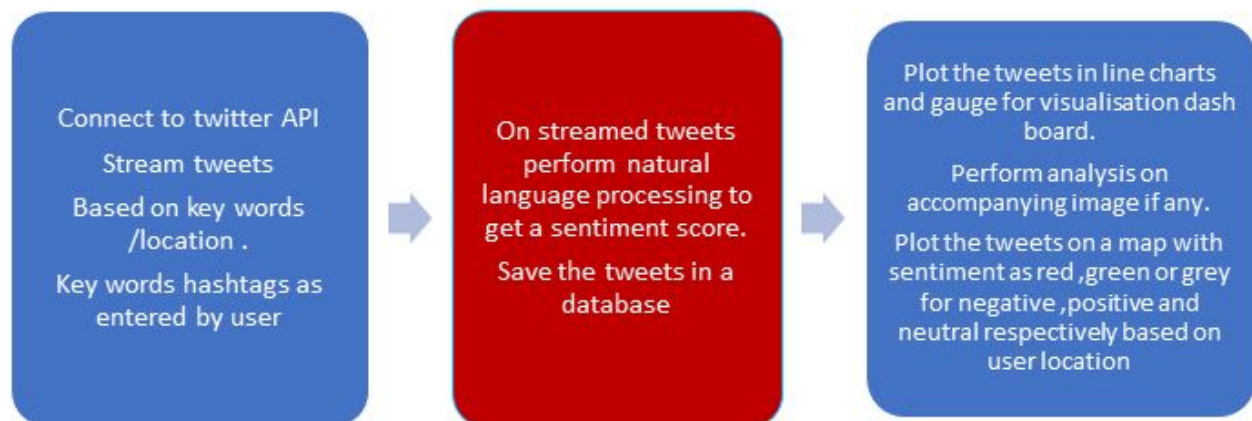 Connect to twitter API
Stream tweets
Based on key words
/location .
Key words hashtags as
entered by user
On streamed tweets
perform natural
language processing to
get a sentiment score.
Save the tweets in a
database
Plot the tweets in line charts
and gauge for visualisation dash
board.
Perform analysis on
accompanying image if any.
Plot the tweets on a map with
sentiment as red ,green or grey
for negative ,positive and
neutral respectively based on
user location